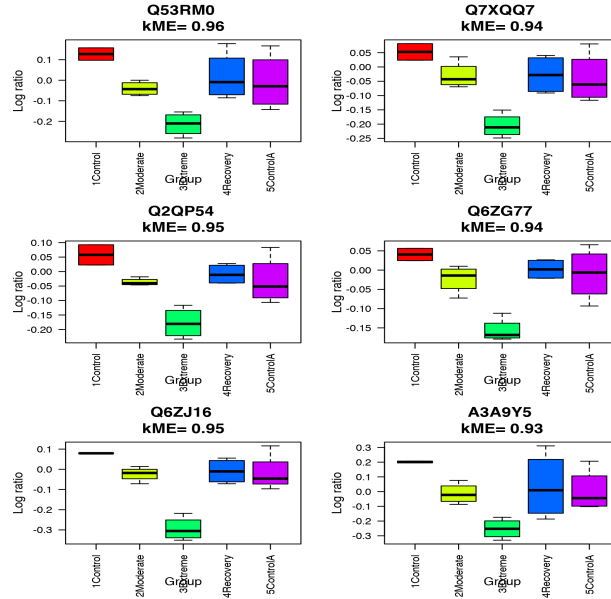 Q53RM0
kME= 0.96
Log ratio
0.1
0.0
-0.1
-0.2
1Control
2Moderate
3Extreme
4Recovery
5ControlA
Group
Q7XQQ7
kME= 0.94
Log ratio
0.05
0.00
-0.05
-0.10
-0.15
-0.20
-0.25
1Control
2Moderate
3Extreme
4Recovery
5ControlA
Group
Q2QP54
kME= 0.95
Log ratio
0.10
0.05
0.00
-0.05
-0.10
-0.15
-0.20
1Control
2Moderate
3Extreme
4Recovery
5ControlA
Group
Q6ZG77
kME= 0.94
Log ratio
0.05
0.00
-0.05
-0.15
1Control
2Moderate
3Extreme
4Recovery
5ControlA
Group
Q6ZJ16
kME= 0.95
Log ratio
0.1
0.0
-0.1
-0.3
1Control
2Moderate
3Extreme
4Recovery
5ControlA
Group
A3A9Y5
kME= 0.93
Log ratio
0.3
0.2
0.1
0.0
-0.1
-0.2
-0.3
1Control
2Moderate
3Extreme
4Recovery
5ControlA
Group